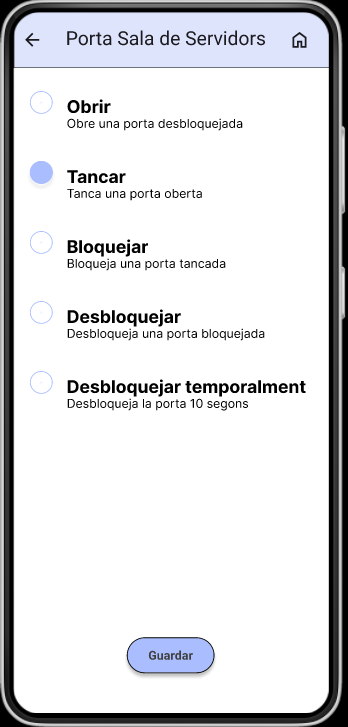 Porta Sala de Servidors
Obrir
Obre una porta desbloquejada
Tancar
Tanca una porta oberta
Bloquejar
Bloqueja una porta tancada
Desbloquejar
Desbloqueja una porta bloquejada
Desbloquejar temporalment
Desbloqueja la porta 10 segons
Guardar